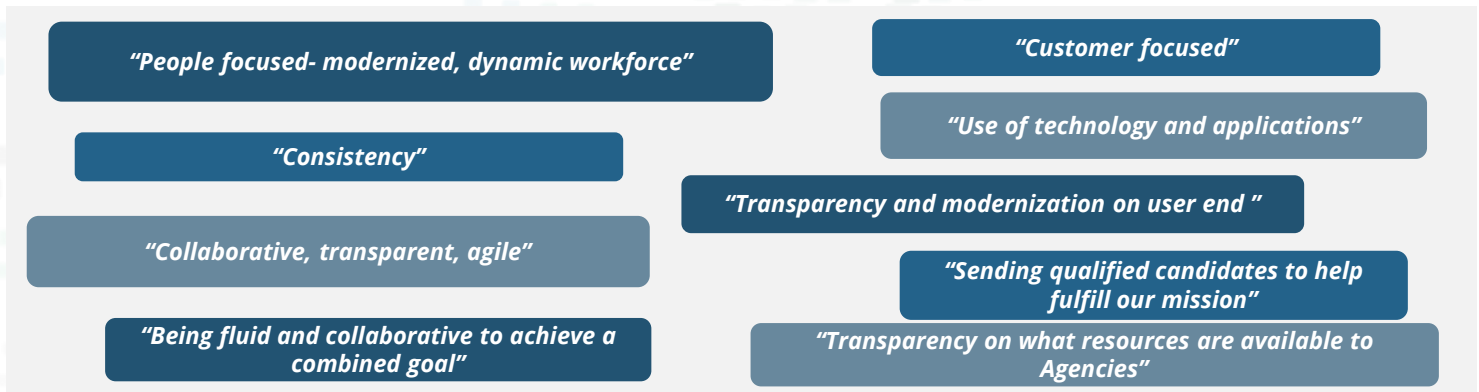 “People focused- modernized, dynamic workforce”
“Customer focused”
“Use of technology and applications”
“Consistency”
“Transparency and modernization on user end ”
“Collaborative, transparent, agile”
“Sending qualified candidates to help
fulfill our mission”
“Being fluid and collaborative to achieve a
combined goal”
“Transparency on what resources are available to
Agencies”